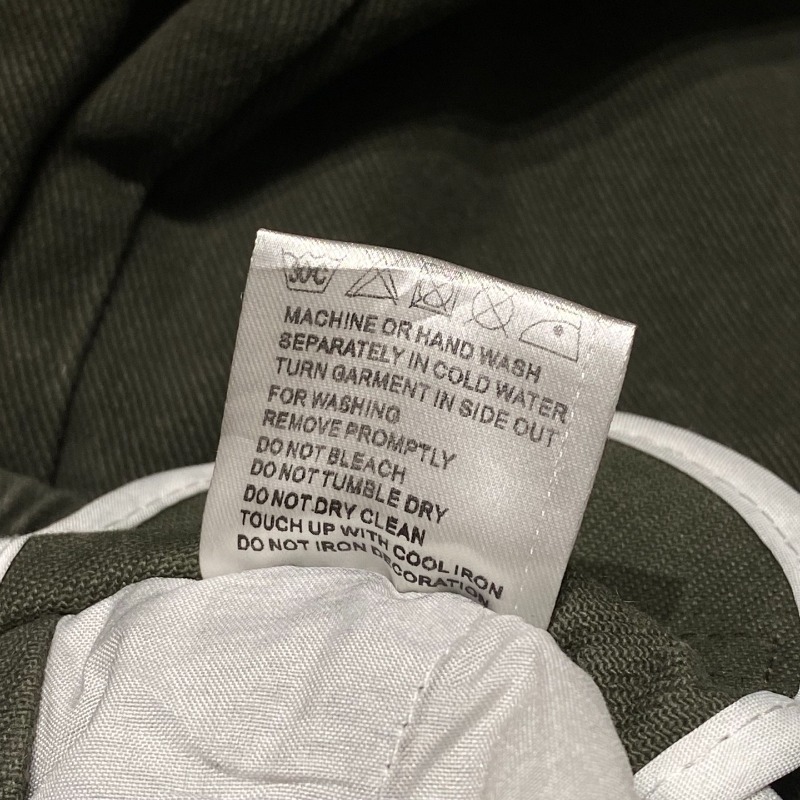 30°C
MACHINE OR HAND WASH
SEPARATELY IN COLD WATER
TURN GARMENT IN SIDE OUT
FOR WASHING
REMOVE PROMPTLY
DO NOT BLEACH
DO NOT TUMBLE DRY
DO NOT.DRY CLEAN
TOUCH UP WITH COOL IRON
DO NOT IRON DECORATION